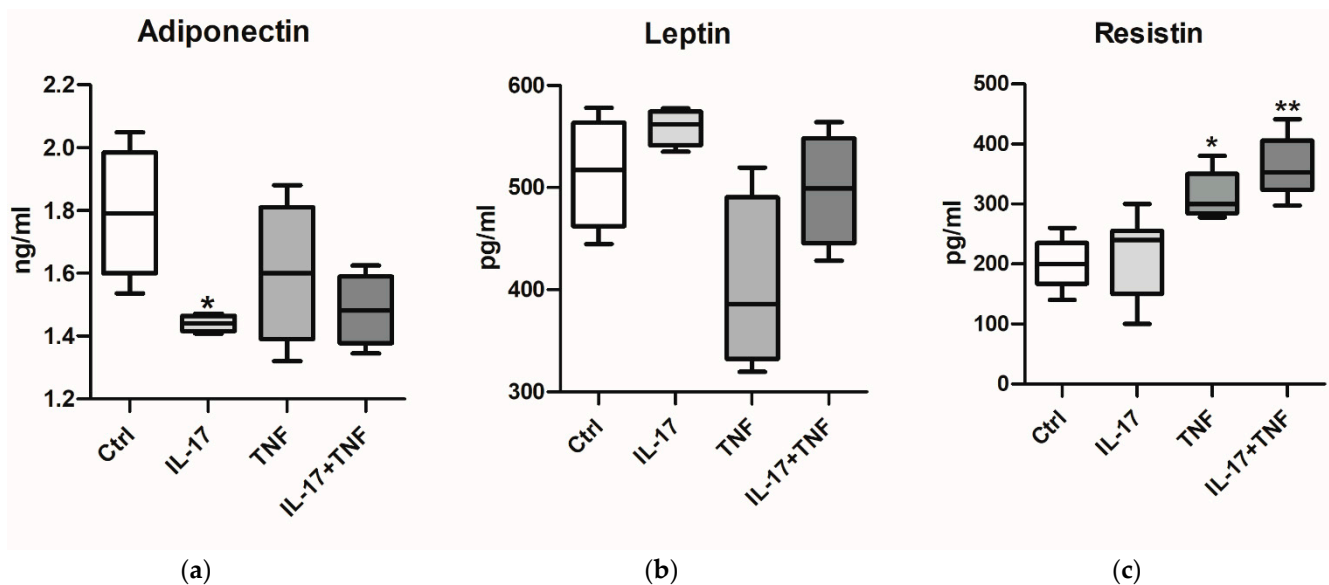 Adiponectin
ng/ml
2.2
2.0
1.8
1.6
1.4
1.2
*
Ctrl
IL-17
TNF
IL-17+TNF
(a)
Leptin
pg/ml
600
500
400
300
Ctrl
IL-17
TNF
IL-17+TNF
(b)
Resistin
pg/ml
500
400
300
200
100
0
*
**
Ctrl
IL-17
TNF
IL-17+TNF
(c)